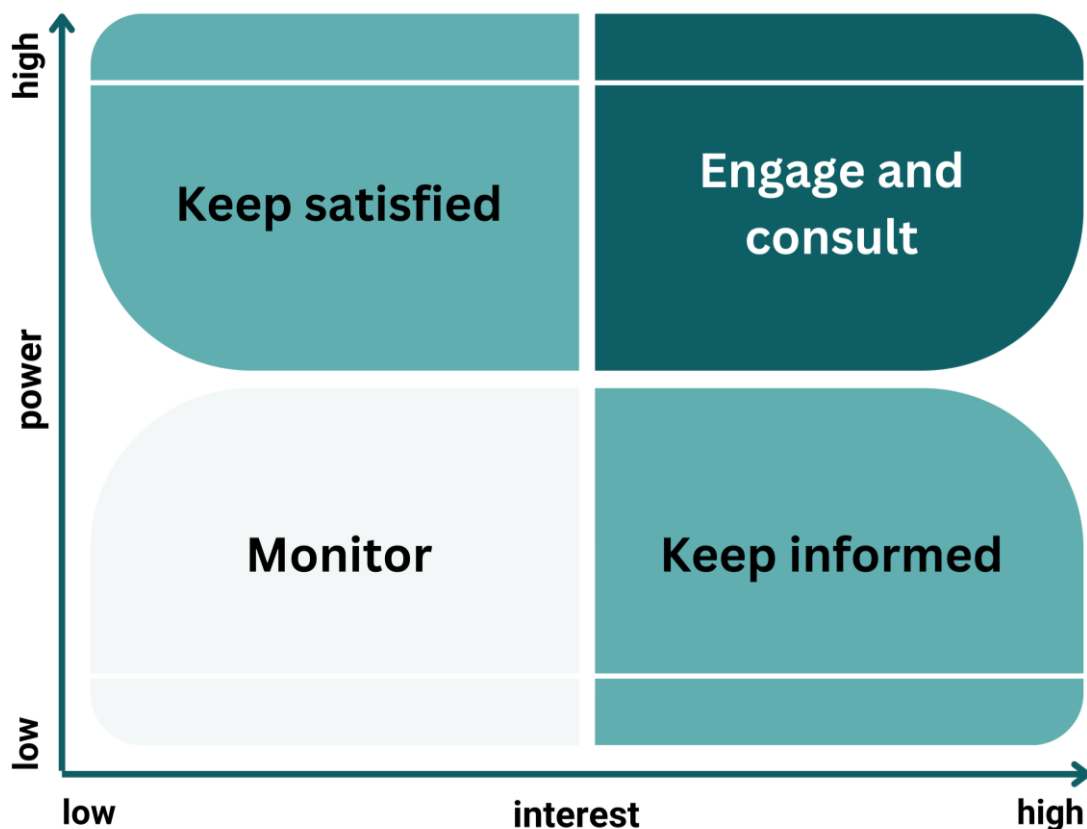 high
Keep satisfied
Engage and
consult
power
Monitor
Keep informed
low
low
interest
high